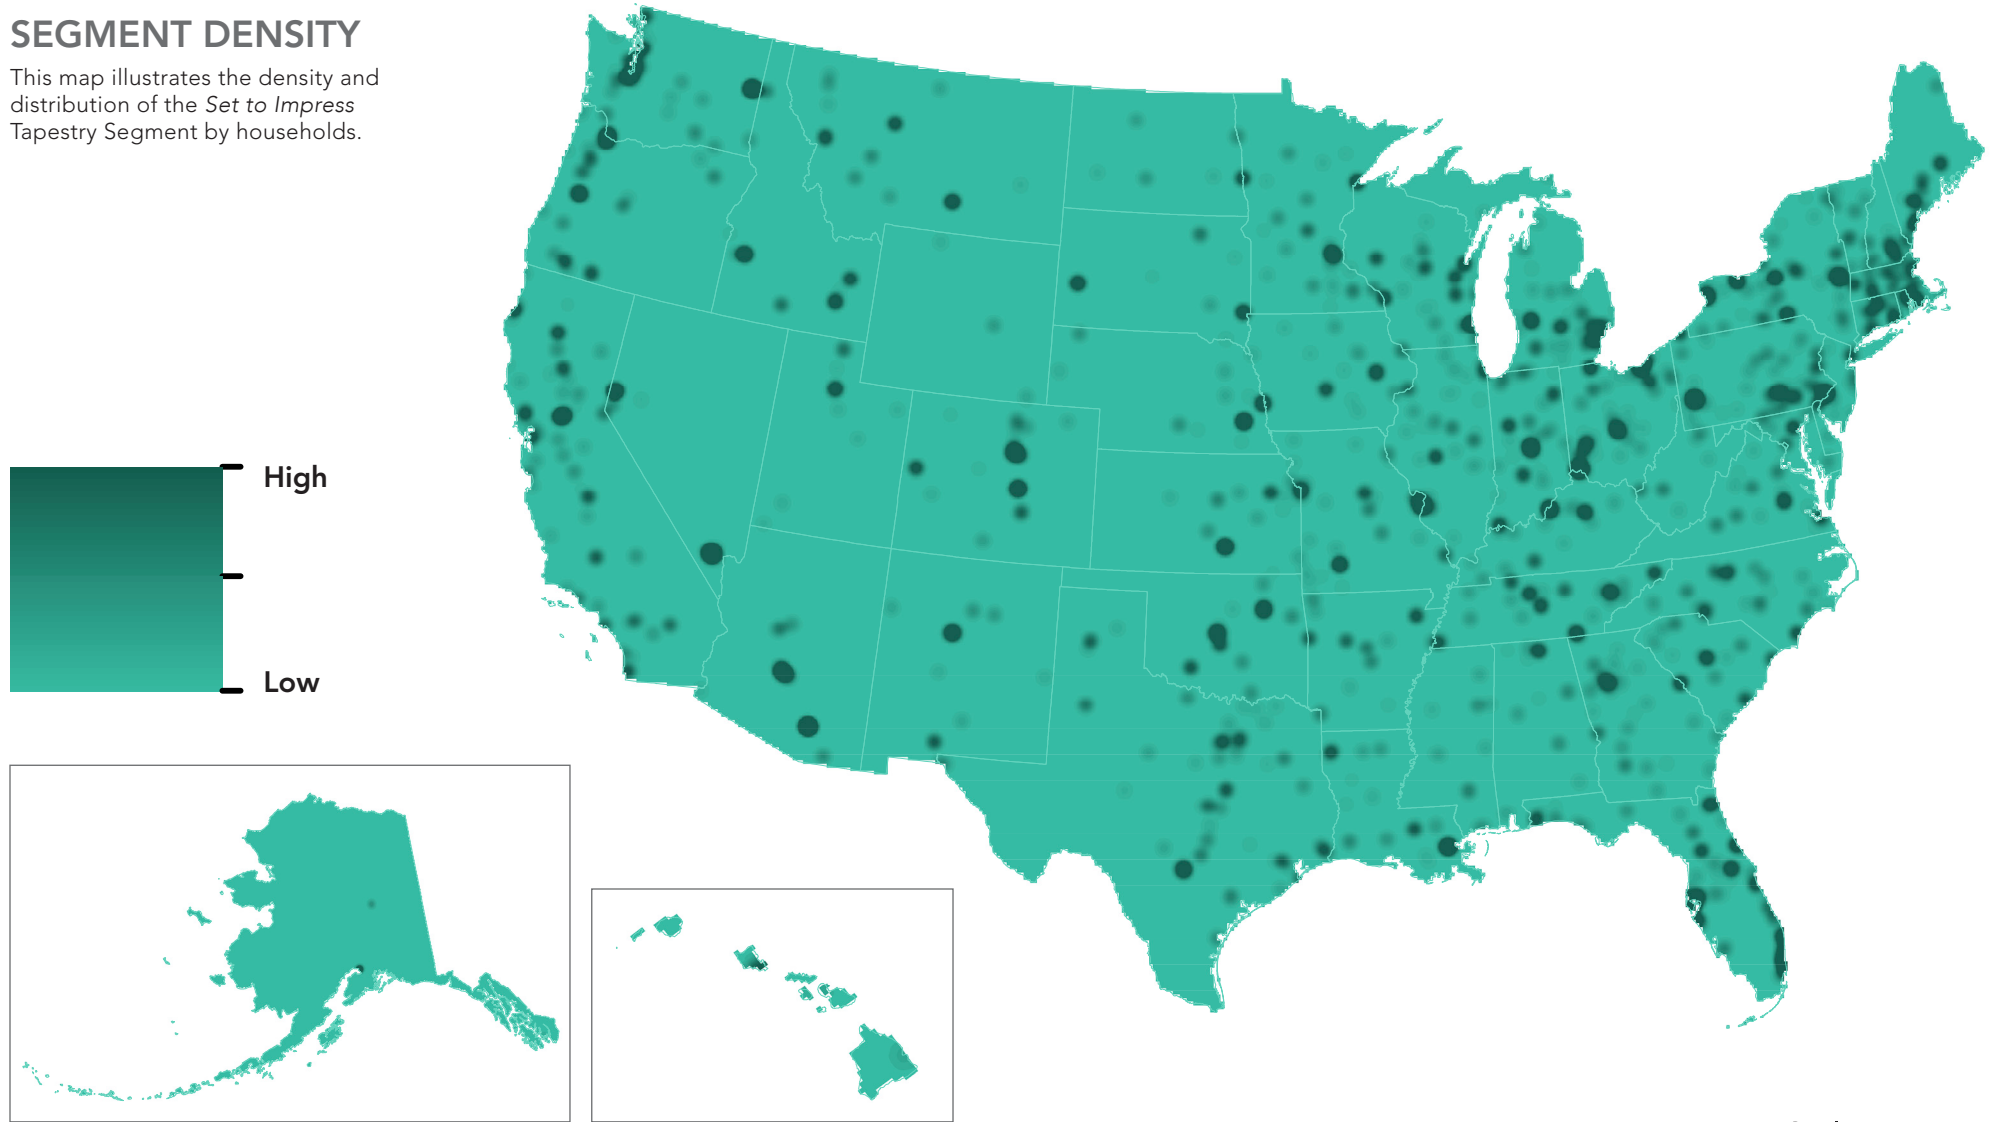 SEGMENT DENSITY
This map illustrates the density and
distribution of the Set to Impress
Tapestry Segment by households.
High
Low